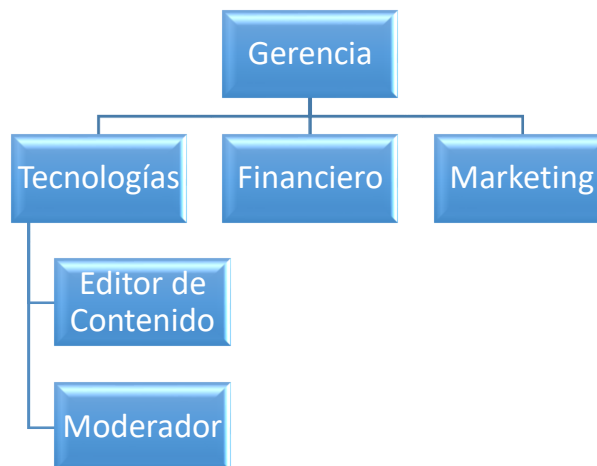 Gerencia
Tecnologías
Financiero
Marketing
Editor de
Contenido
Moderador